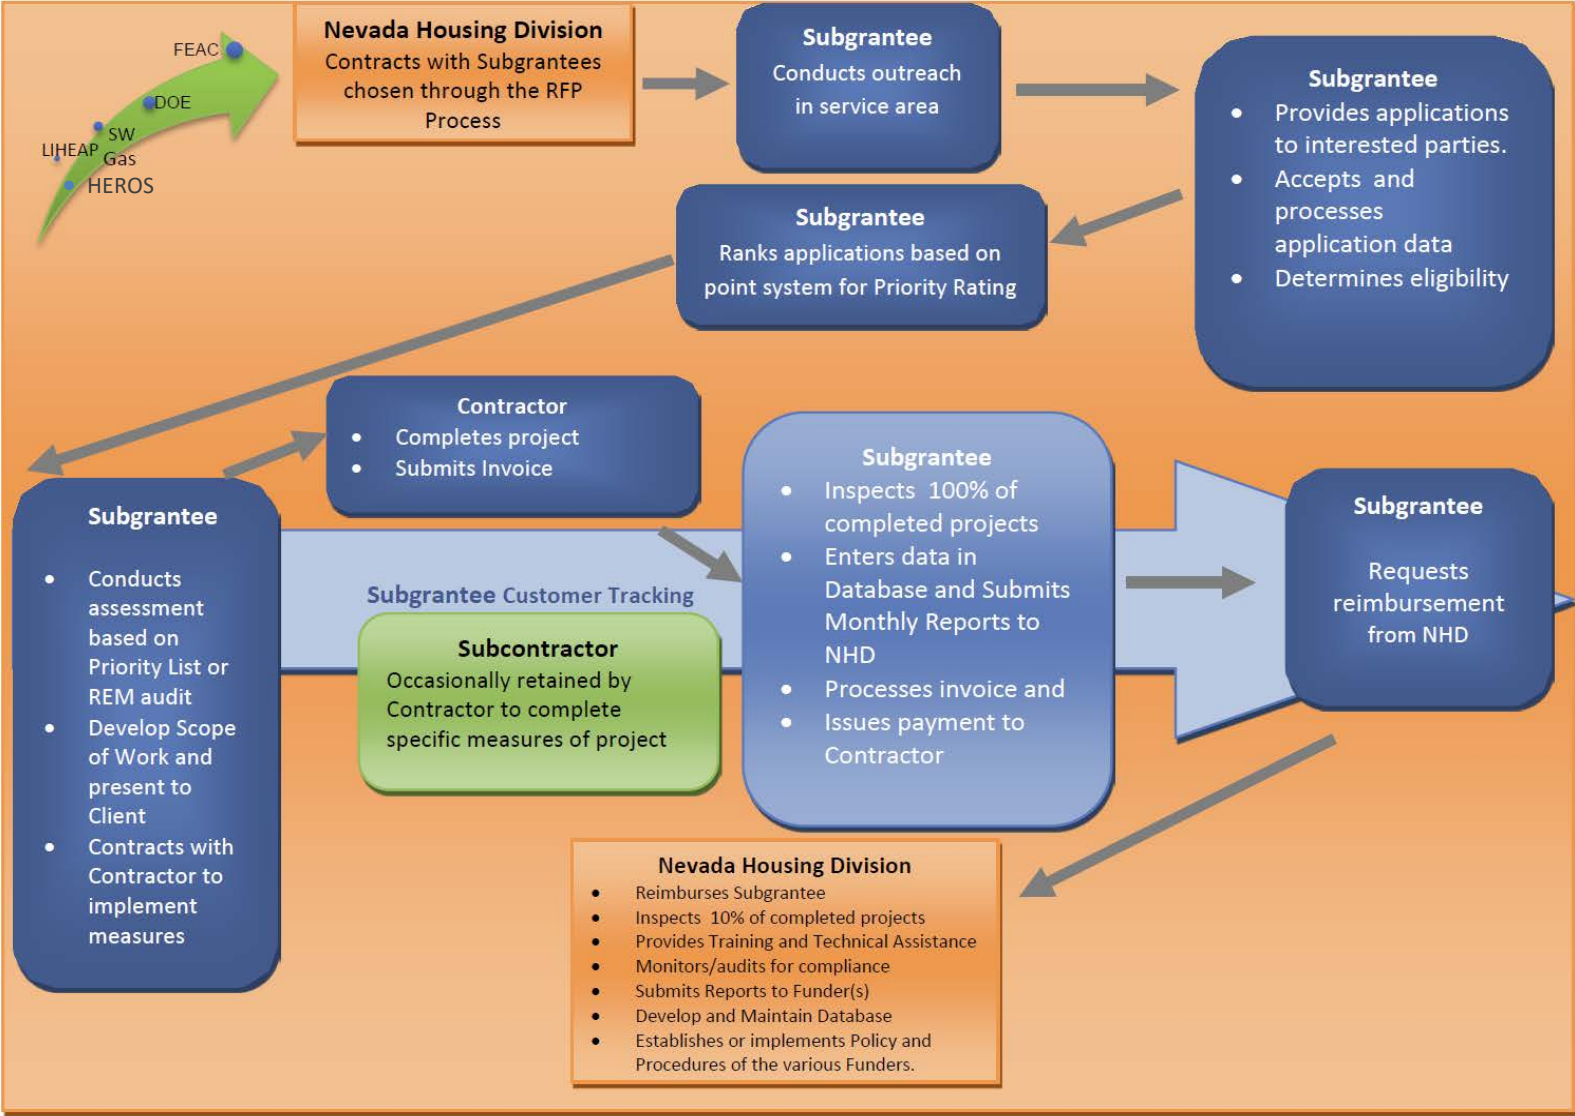 FEAC
DOE
SW
LIHEAP
Gas
HEROS
Nevada Housing Division
Contracts with Subgrantees
chosen through the RFP
Process
Subgrantee
Conducts outreach
in service area
Subgrantee
• Provides applications
to interested parties.
• Accepts and
processes
application data
• Determines eligibility
Subgrantee
Ranks applications based on
point system for Priority Rating
Subgrantee
• Conducts
assessment
based on
Priority List or
REM audit
• Develop Scope
of Work and
present to
Client
• Contracts with
Contractor to
implement
measures
Contractor
• Completes project
• Submits Invoice
Subgrantee Customer Tracking
Subcontractor
Occasionally retained by
Contractor to complete
specific measures of project
Subgrantee
• Inspects 100% of
completed projects
• Enters data in
Database and Submits
Monthly Reports to
NHD
• Processes invoice and
• Issues payment to
Contractor
Subgrantee
Requests
reimbursement
from NHD
Nevada Housing Division
• Reimburses Subgrantee
• Inspects 10% of completed projects
• Provides Training and Technical Assistance
• Monitors/audits for compliance
• Submits Reports to Funder(s)
• Develop and Maintain Database
• Establishes or implements Policy and
Procedures of the various Funders.